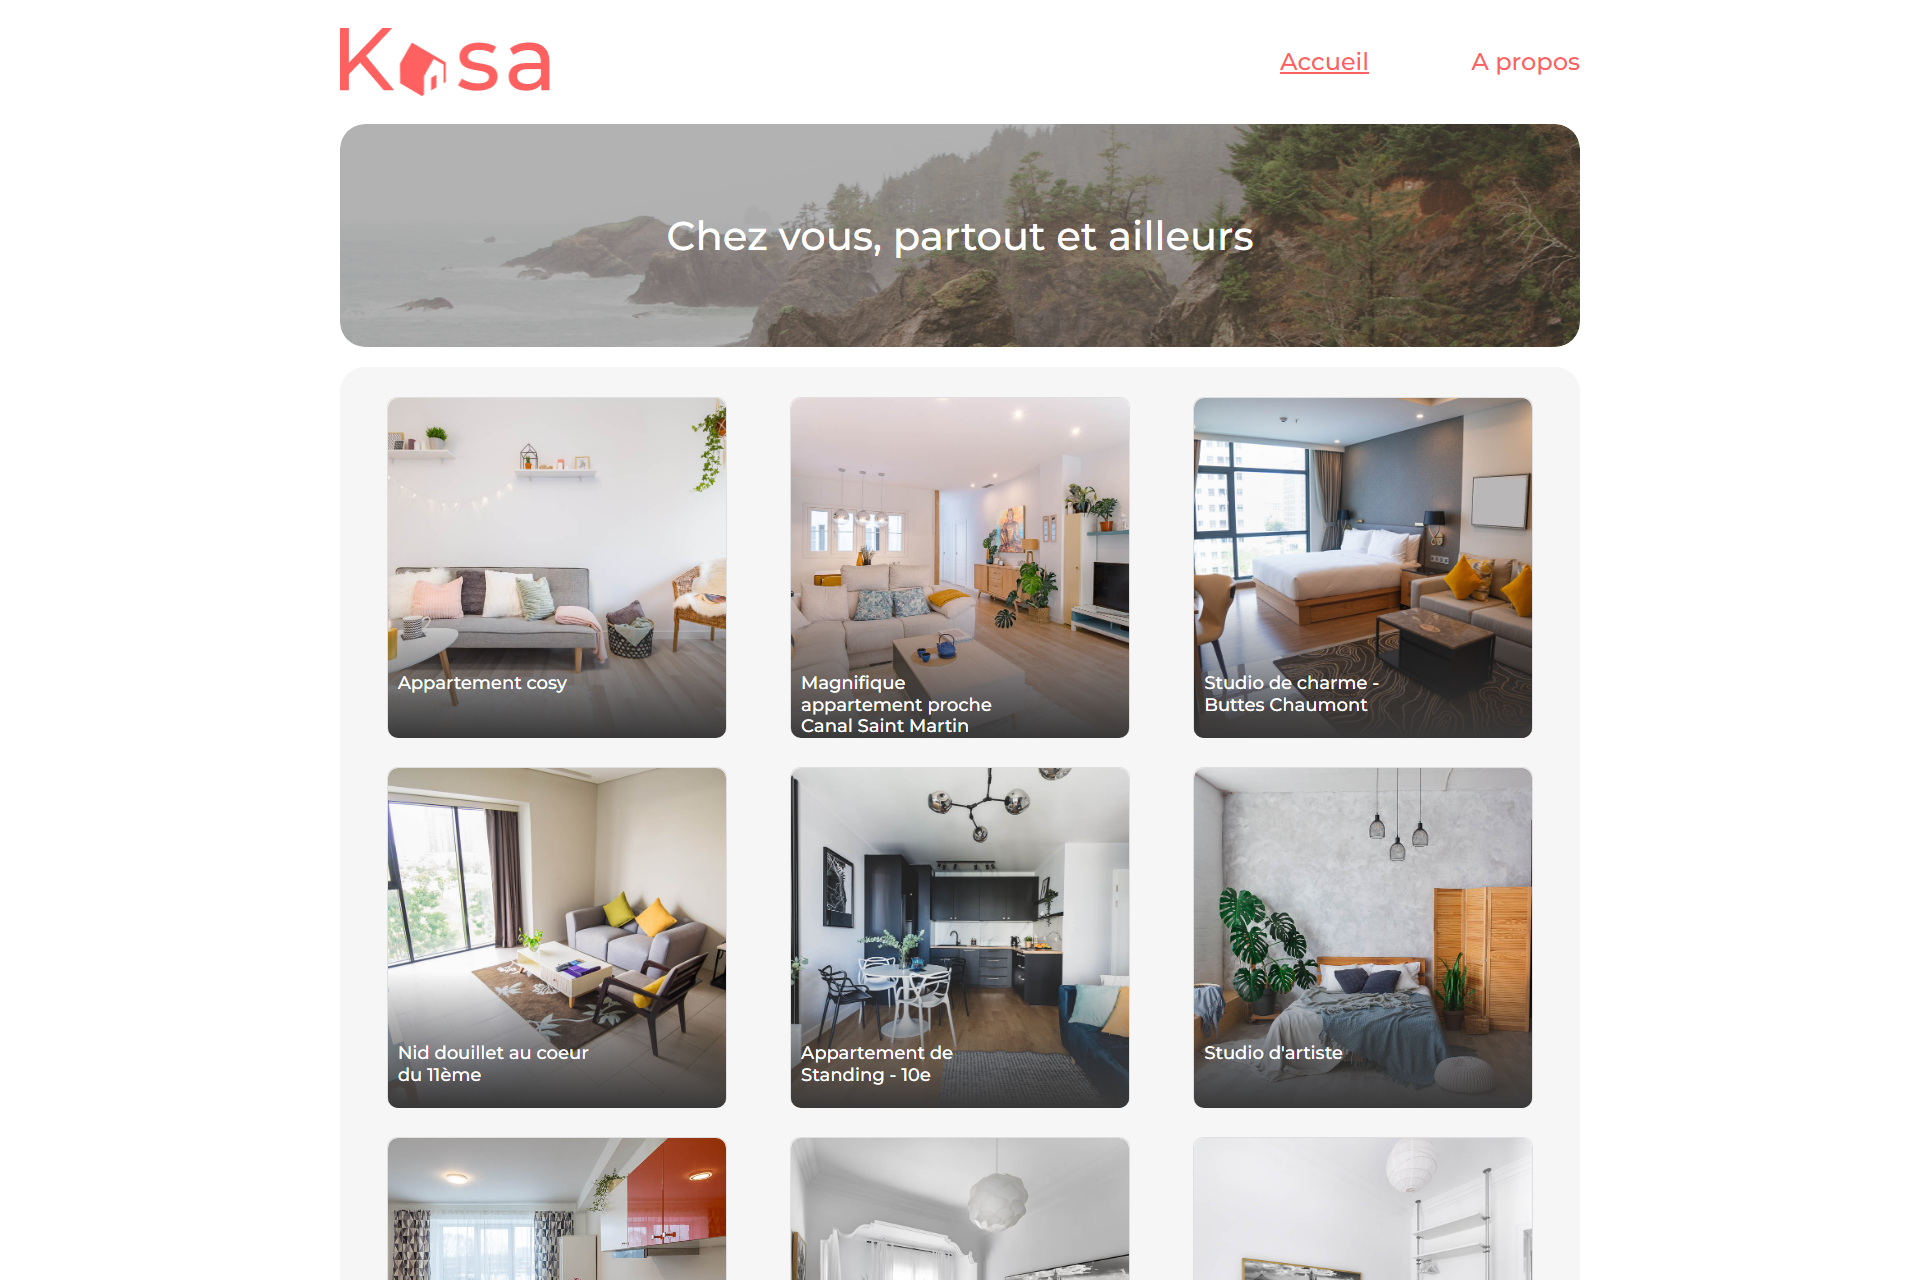 Kasa
Accueil
A propos
Chez vous, partout et ailleurs
Appartement cosy
Magnifique
appartement proche
Canal Saint Martin
Studio de charme -
Buttes Chaumont
Nid douillet au coeur
du 11ème
Appartement de
Standing - 10e
Studio d'artiste